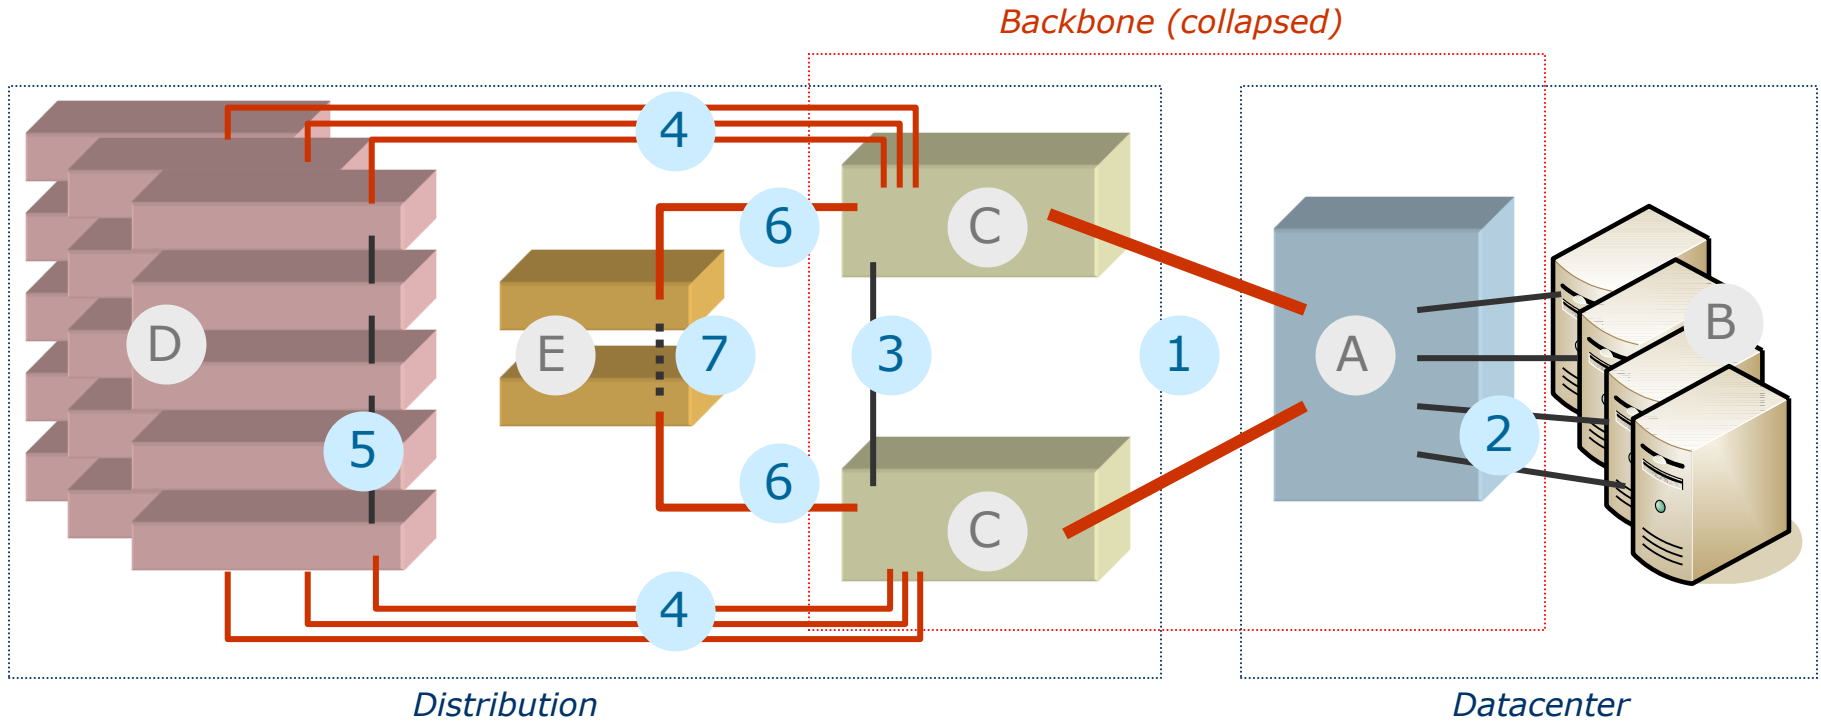 Backbone (collapsed)
4
6
C
D
E
7
3
1
A
B
5
6
2
C
4
Distribution
Datacenter